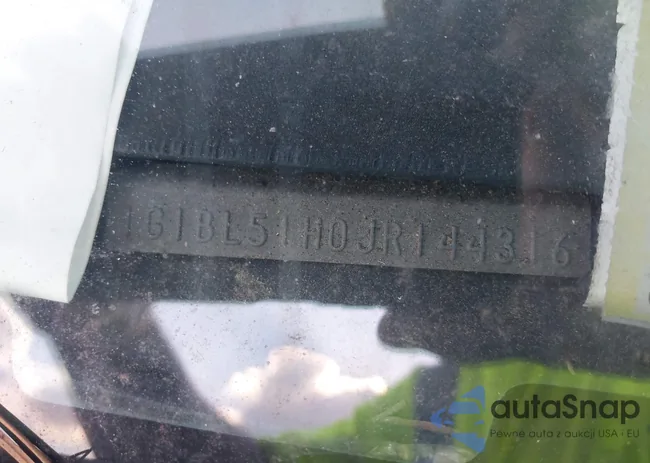 1G1BL51H0JR144316
autaSnap
Pewne auta z aukcji USA · EU